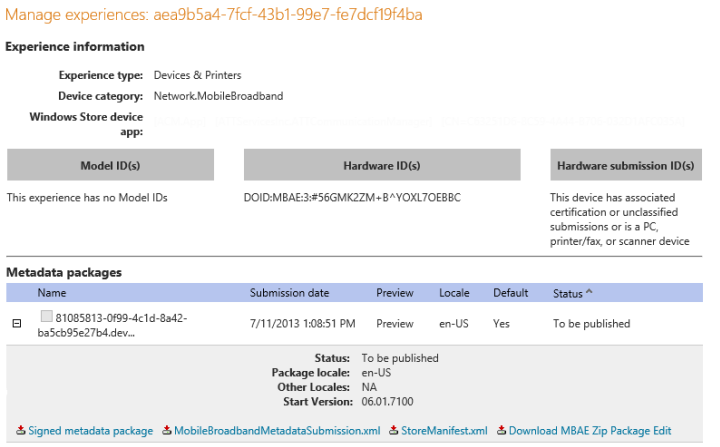 Manage experiences: aea9b5a4-7fcf-43b1-99e7-fe7dcf19f4ba
Experience information
Experience type: Devices & Printers
Device category: Network.MobileBroadband
Windows Store device
app:
Model ID(s) Hardware ID(s) Hardware submission ID(s)
This experience has no Model IDs DOID:MBAE:3:#56GMK2ZM+B^YOXL7OEBBC This device has associated
certification or unclassified
submissions or is a PC,
printer/fax, or scanner device
Metadata packages
Name Submission date Preview Locale Default Status ^
81085813-0f99-4c1d-8a42-
ba5cb95e27b4.dev... 7/11/2013 1:08:51 PM Preview en-US Yes To be published
Status: To be published
Package locale: en-US
Other Locales: NA
Start Version: 06.01.7100
Signed metadata package MobileBroadbandMetadataSubmission.xml StoreManifest.xml Download MBAE Zip Package Edit